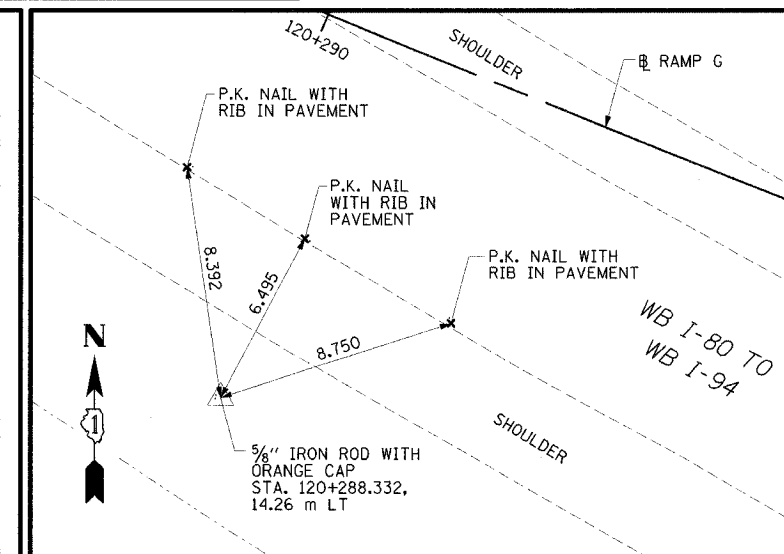 120+290
SHOULDER
℄ RAMP G
P.K. NAIL WITH
RIB IN PAVEMENT
P.K. NAIL
WITH RIB IN
PAVEMENT
P.K. NAIL WITH
RIB IN PAVEMENT
8.392
6.495
8.750
WB I-80 TO
WB I-94
N
1
SHOULDER
⅝" IRON ROD WITH
ORANGE CAP
STA. 120+288.332,
14.26 m LT